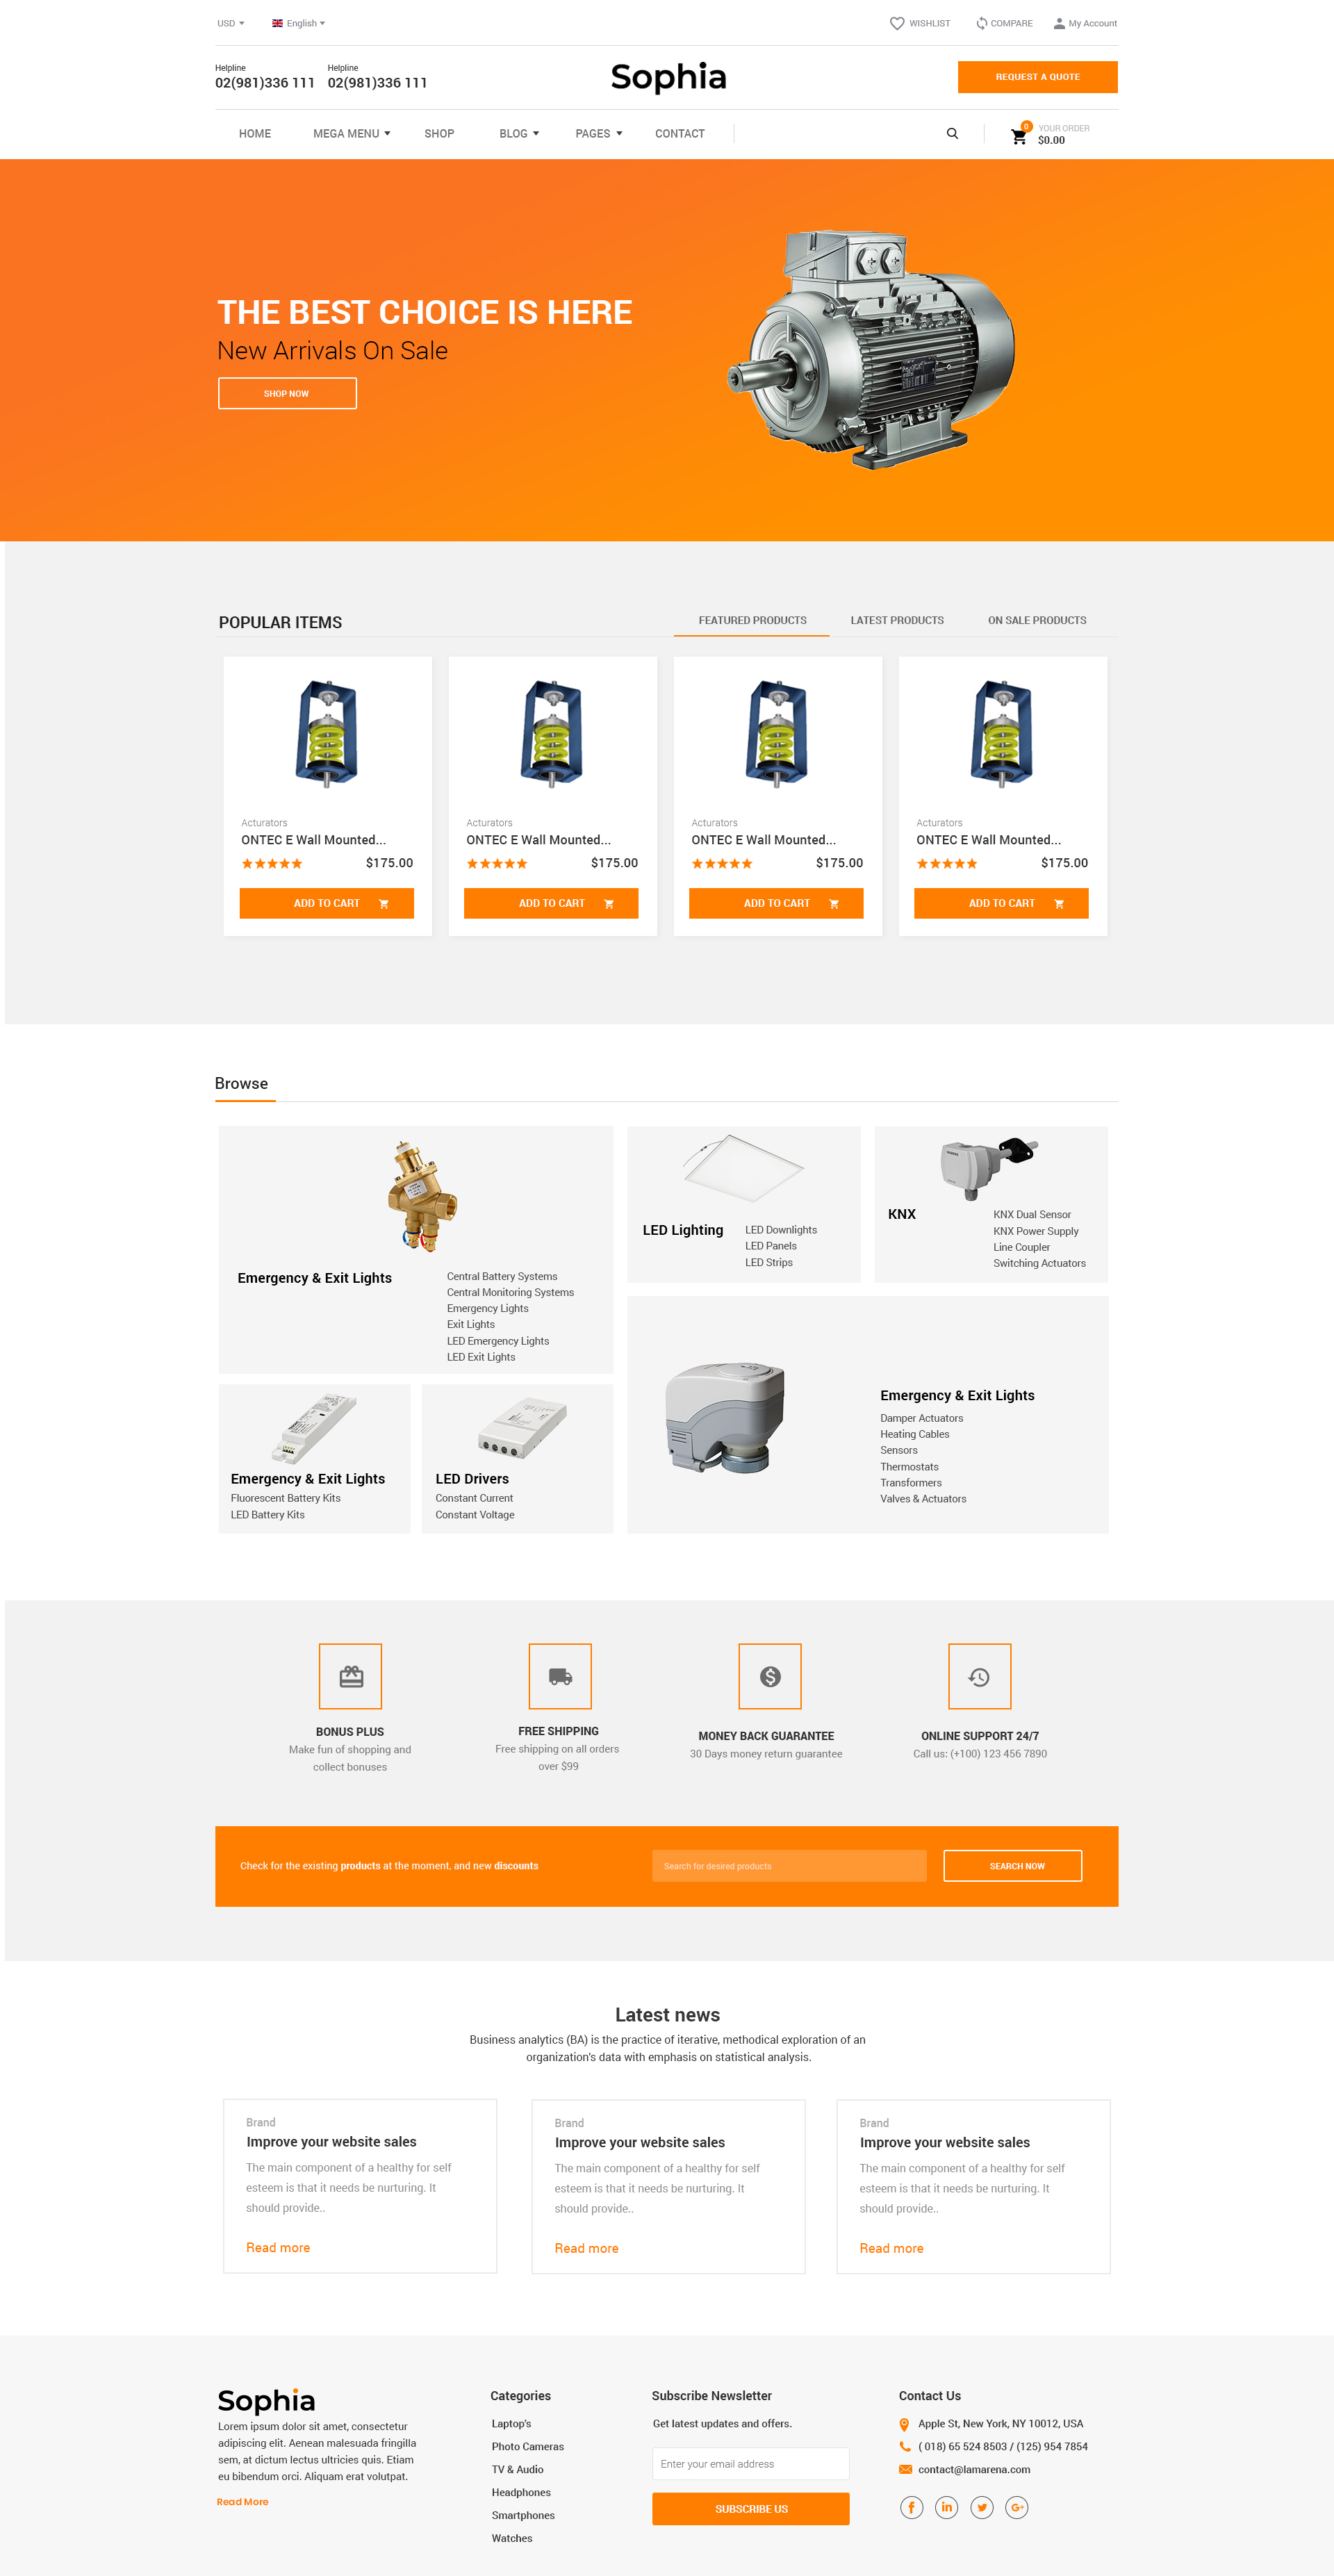 USD English WISHLIST COMPARE My Account
Helpline Helpline
02(981)336 111 02(981)336 111 Sophia REQUEST A QUOTE
HOME MEGA MENU SHOP BLOG PAGES CONTACT 0 YOUR ORDER
$0.00
THE BEST CHOICE IS HERE
New Arrivals On Sale
SHOP NOW
POPULAR ITEMS FEATURED PRODUCTS LATEST PRODUCTS ON SALE PRODUCTS
Acturators Acturators Acturators Acturators
ONTEC E Wall Mounted... ONTEC E Wall Mounted... ONTEC E Wall Mounted... ONTEC E Wall Mounted...
$175.00 $175.00 $175.00 $175.00
ADD TO CART ADD TO CART ADD TO CART ADD TO CART
Browse
Emergency & Exit Lights
Central Battery Systems
Central Monitoring Systems
Emergency Lights
Exit Lights
LED Emergency Lights
LED Exit Lights
LED Lighting
LED Downlights
LED Panels
LED Strips
KNX
KNX Dual Sensor
KNX Power Supply
Line Coupler
Switching Actuators
Emergency & Exit Lights
Fluorescent Battery Kits
LED Battery Kits
LED Drivers
Constant Current
Constant Voltage
Emergency & Exit Lights
Damper Actuators
Heating Cables
Sensors
Thermostats
Transformers
Valves & Actuators
BONUS PLUS
Make fun of shopping and
collect bonuses
FREE SHIPPING
Free shipping on all orders
over $99
MONEY BACK GUARANTEE
30 Days money return guarantee
ONLINE SUPPORT 24/7
Call us: (+100) 123 456 7890
Check for the existing products at the moment, and new discounts Search for desired products SEARCH NOW
Latest news
Business analytics (BA) is the practice of iterative, methodical exploration of an
organization's data with emphasis on statistical analysis.
Brand
Improve your website sales
The main component of a healthy for self
esteem is that it needs be nurturing. It
should provide..
Read more
Brand
Improve your website sales
The main component of a healthy for self
esteem is that it needs be nurturing. It
should provide..
Read more
Brand
Improve your website sales
The main component of a healthy for self
esteem is that it needs be nurturing. It
should provide..
Read more
Sophia
Lorem ipsum dolor sit amet, consectetur
adipiscing elit. Aenean malesuada fringilla
sem, at dictum lectus ultricies quis. Etiam
eu bibendum orci. Aliquam erat volutpat.
Read More
Categories
Laptop's
Photo Cameras
TV & Audio
Headphones
Smartphones
Watches
Subscribe Newsletter
Get latest updates and offers.
Enter your email address
SUBSCRIBE US
Contact Us
Apple St, New York, NY 10012, USA
( 018) 65 524 8503 / (125) 954 7854
contact@lamarena.com